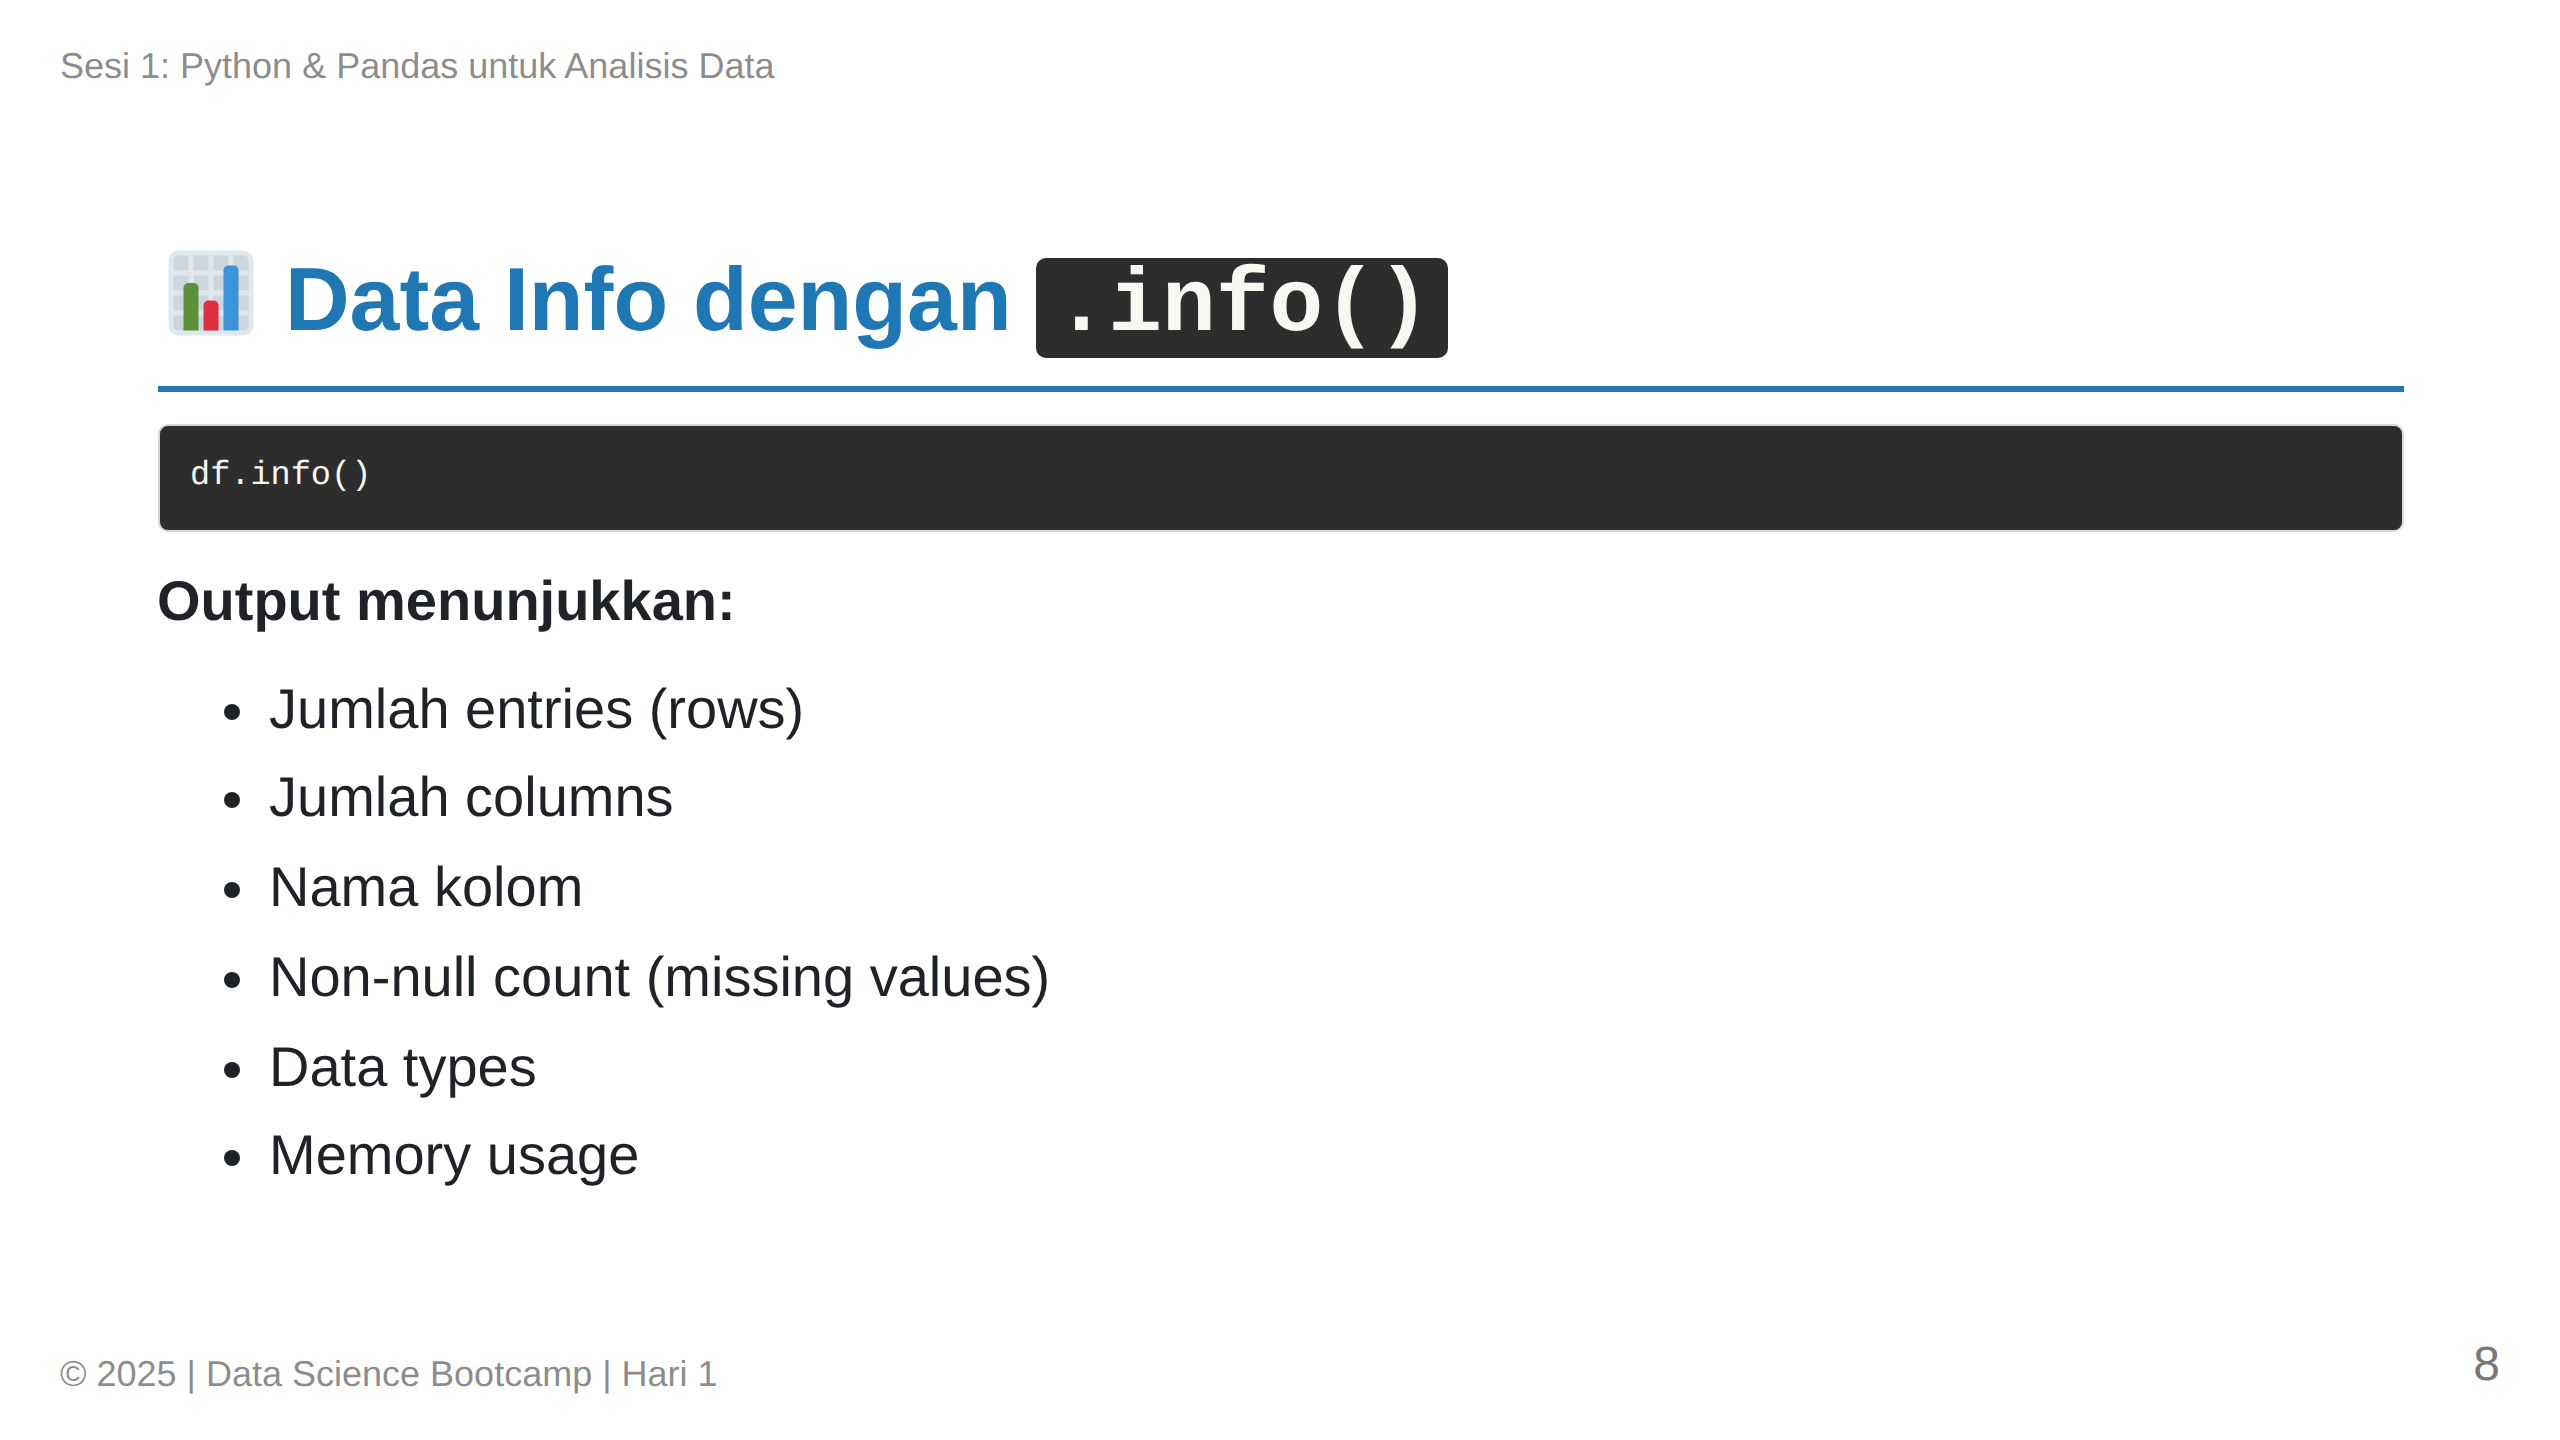 Sesi 1: Python & Pandas untuk Analisis Data
Data Info dengan .info()
df.info()
Output menunjukkan:
• Jumlah entries (rows)
• Jumlah columns
• Nama kolom
• Non-null count (missing values)
• Data types
• Memory usage
© 2025 | Data Science Bootcamp | Hari 1
8